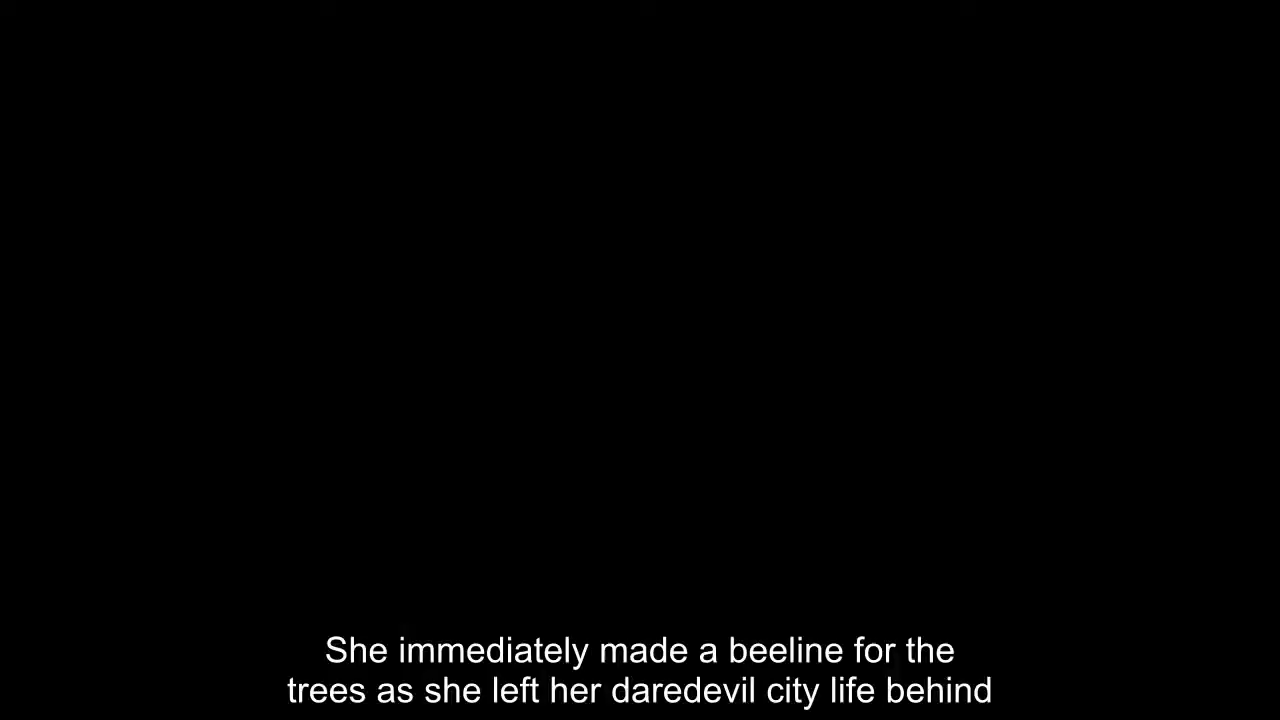 She immediately made a beeline for the
trees as she left her daredevil city life behind